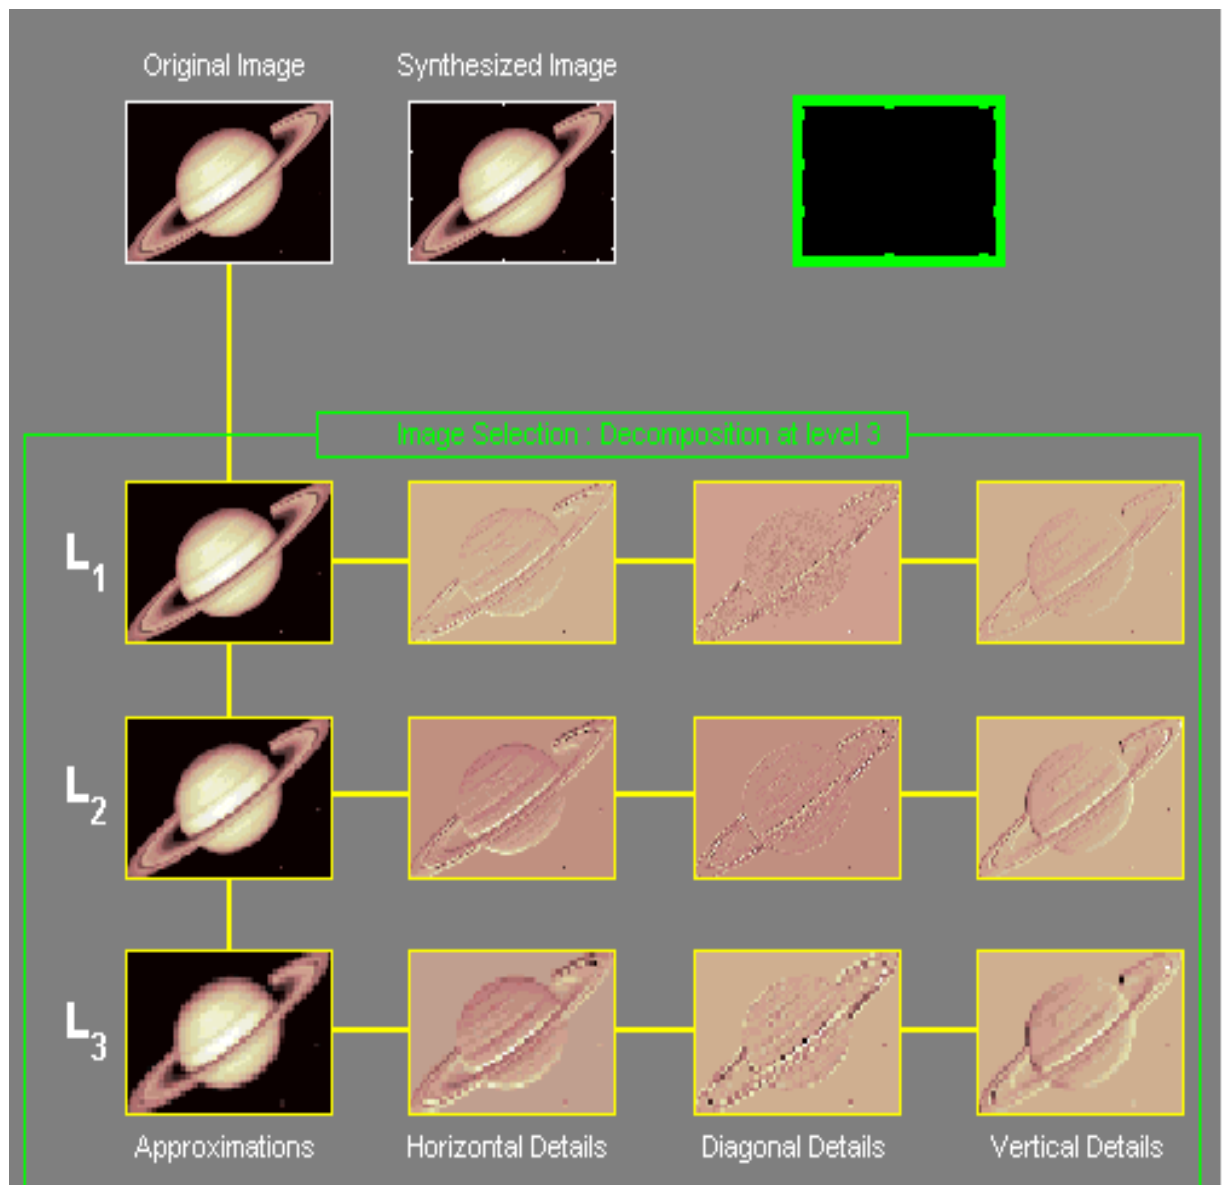 Original Image
Synthesized Image
Image Selection : Decomposition at level 3
L1
L2
L3
Approximations
Horizontal Details
Diagonal Details
Vertical Details